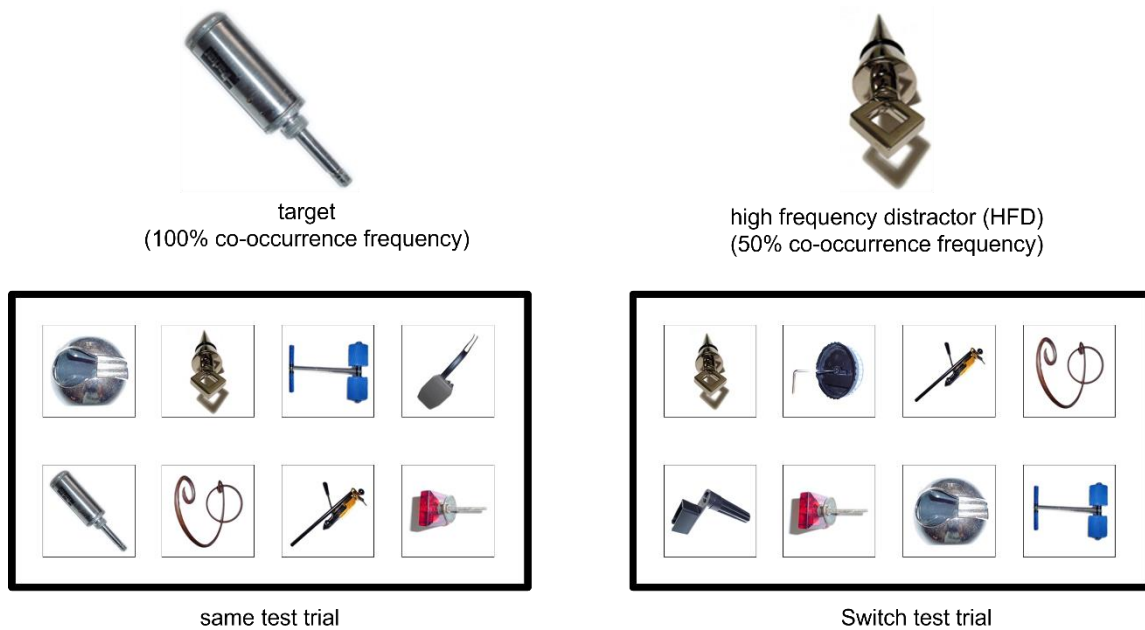 target
(100% co-occurrence frequency)
high frequency distractor (HFD)
(50% co-occurrence frequency)
same test trial
Switch test trial